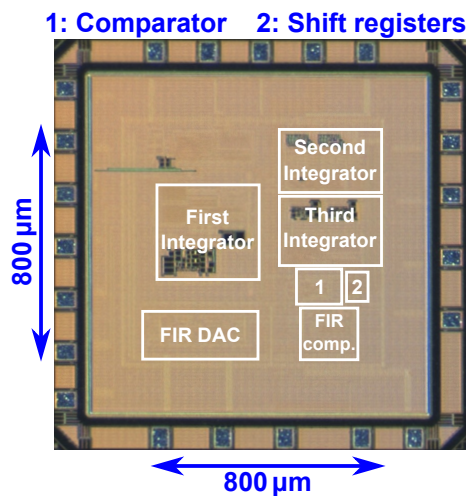 1: Comparator 2: Shift registers
Second
Integrator
First
Integrator
Third
Integrator
1
2
FIR DAC
FIR
comp.
800 µm
800 µm